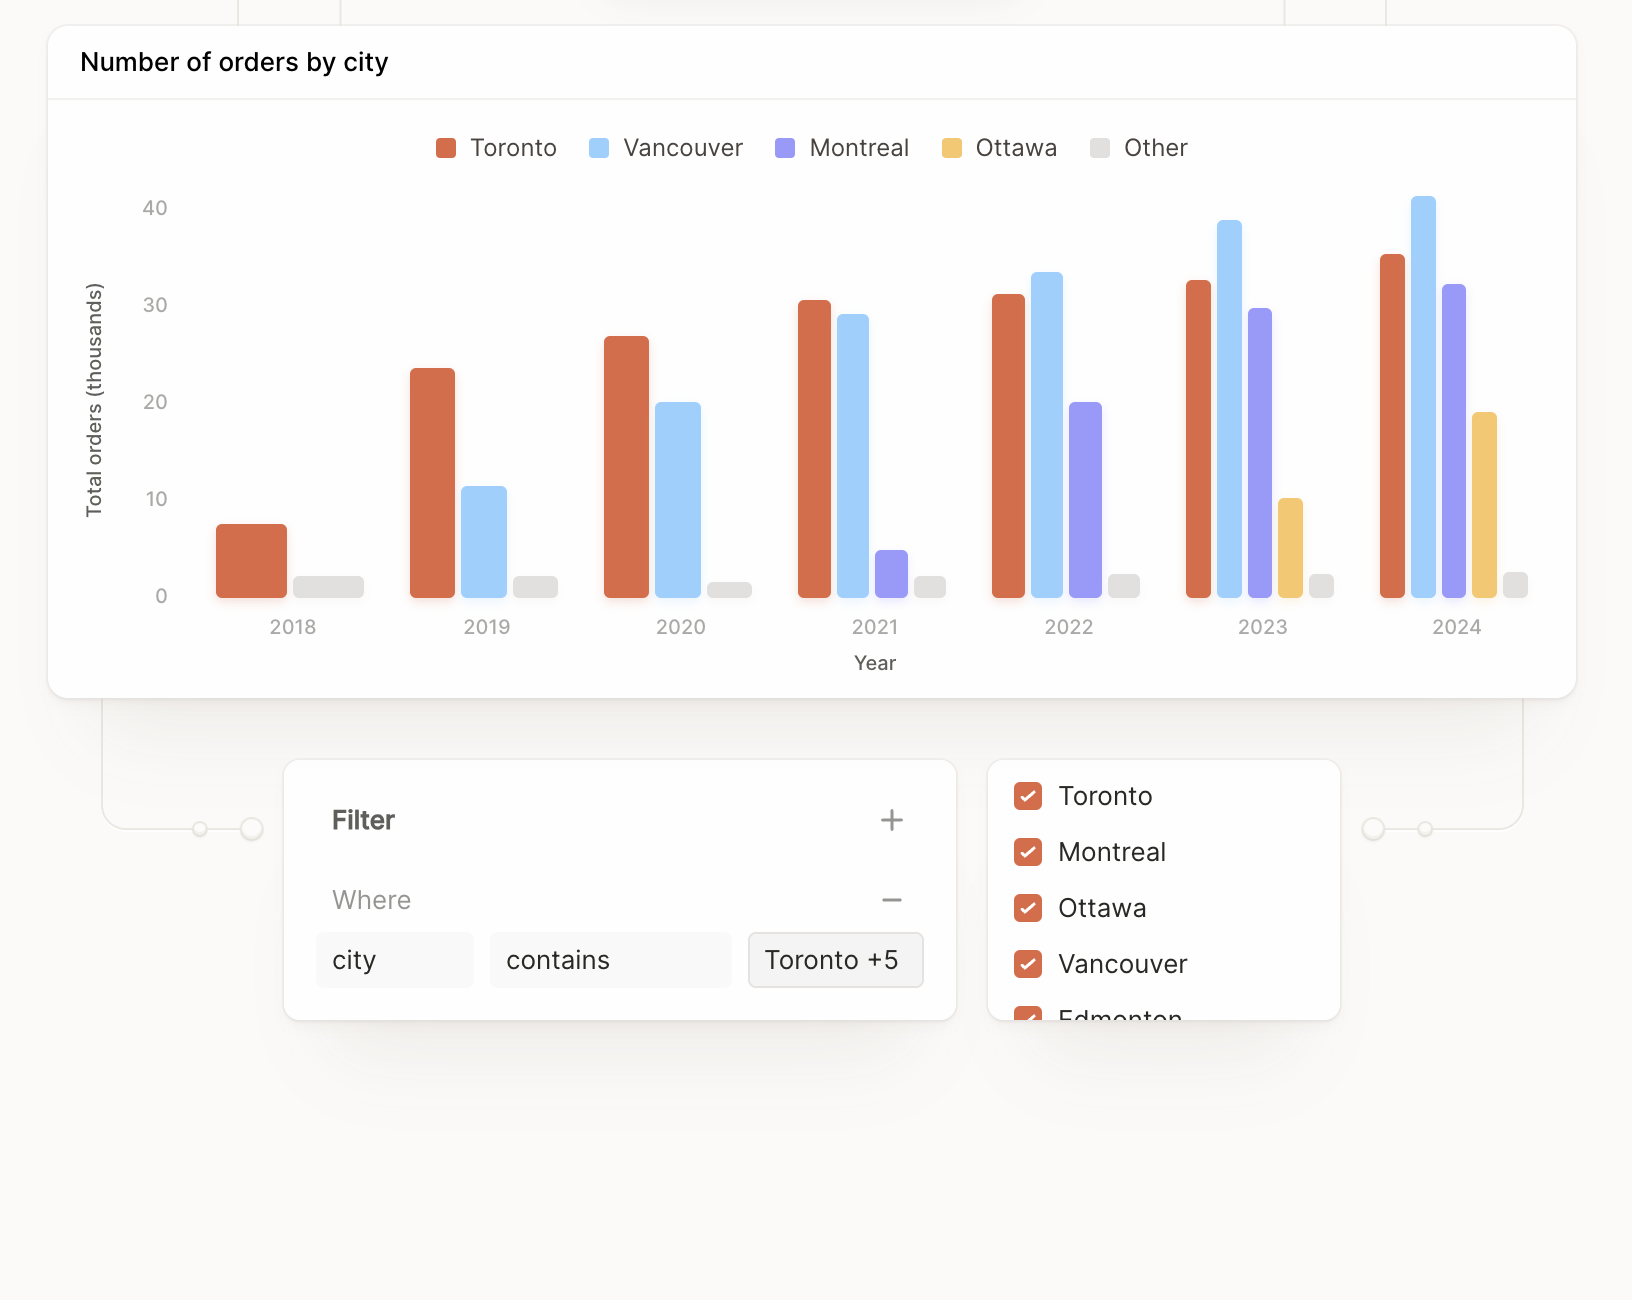 Number of orders by city
Toronto Vancouver Montreal Ottawa Other
40
30
20
10
0
Total orders (thousands)
2018 2019 2020 2021 2022 2023 2024
Year
Filter
Where
city contains Toronto +5
Toronto
Montreal
Ottawa
Vancouver
Edmonton